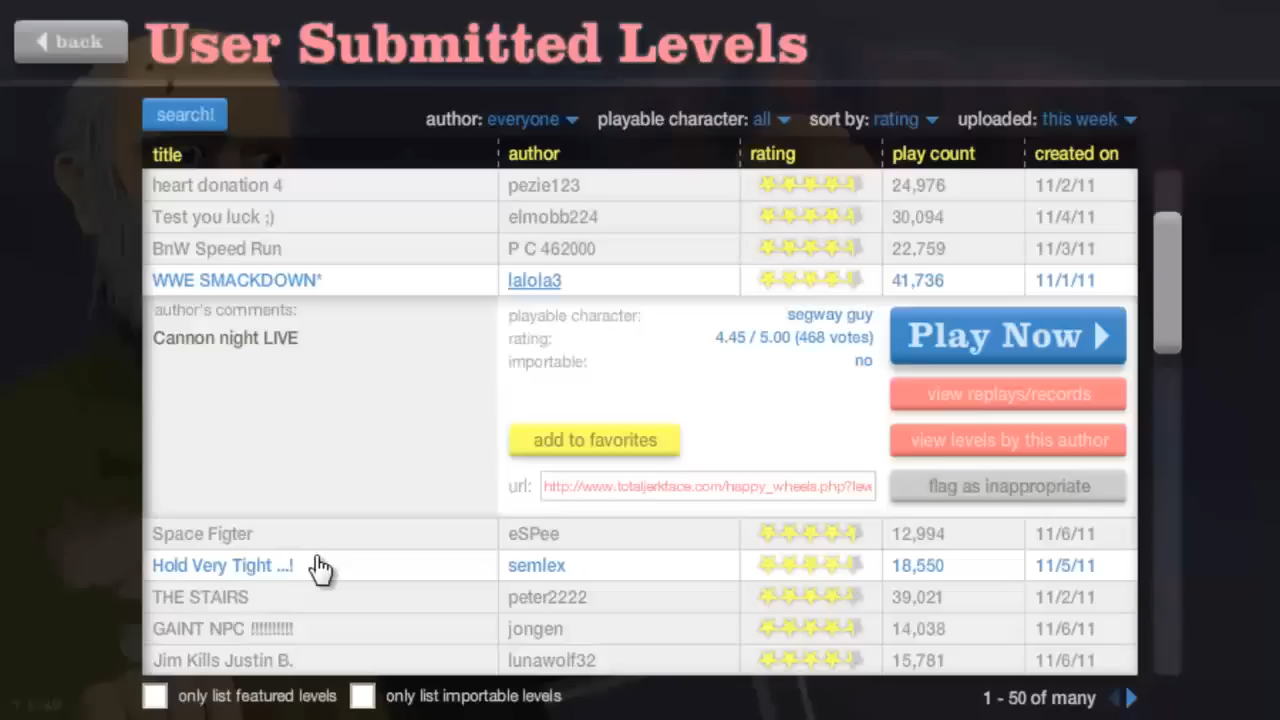 back
User Submitted Levels
search!
author: everyone playable character: all sort by: rating uploaded: this week
title author rating play count created on
heart donation 4 pezie123 24,976 11/2/11
Test you luck ;) elmobb224 30,094 11/4/11
BnW Speed Run P C 462000 22,759 11/3/11
WWE SMACKDOWN* lalola3 41,736 11/1/11
author's comments:
Cannon night LIVE
playable character: segway guy
rating: 4.45 / 5.00 (468 votes)
importable: no
Play Now
view replays/records
add to favorites
view levels by this author
url: http://www.totaljerkface.com/happy_wheels.php?leve
flag as inappropriate
Space Figter eSPee 12,994 11/6/11
Hold Very Tight ...! semlex 18,550 11/5/11
THE STAIRS peter2222 39,021 11/2/11
GAINT NPC !!!!!!!!!! jongen 14,038 11/6/11
Jim Kills Justin B. lunawolf32 15,781 11/6/11
only list featured levels only list importable levels 1 - 50 of many